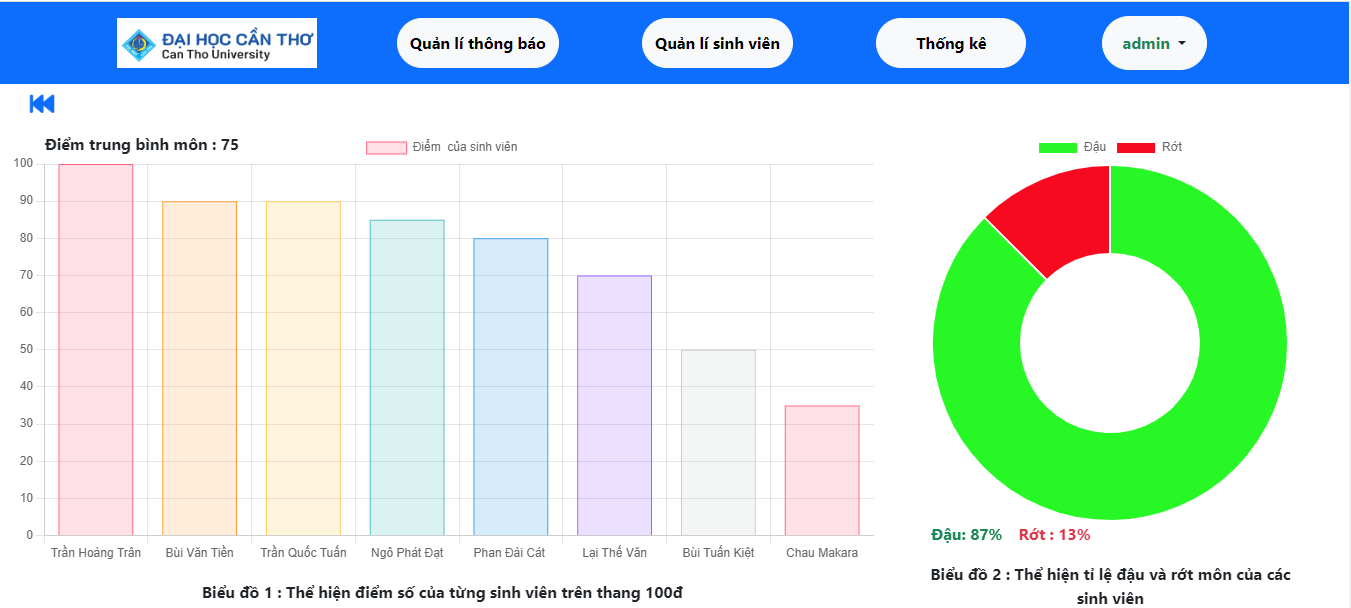 ĐẠI HỌC CẦN THƠ
Can Tho University
Quản lí thông báo
Quản lí sinh viên
Thống kê
admin
Điểm trung bình môn : 75
Điểm của sinh viên
100
90
80
70
60
50
40
30
20
10
0
Trần Hoảng Trân
Bùi Văn Tiền
Trần Quốc Tuấn
Ngô Phát Đạt
Phan Đải Cát
Lại Thế Văn
Bùi Tuấn Kiệt
Chau Makara
Biểu đồ 1 : Thể hiện điểm số của từng sinh viên trên thang 100đ
Đậu
Rớt
Đậu: 87% Rớt : 13%
Biểu đồ 2 : Thể hiện tỉ lệ đậu và rớt môn của các
sinh viên